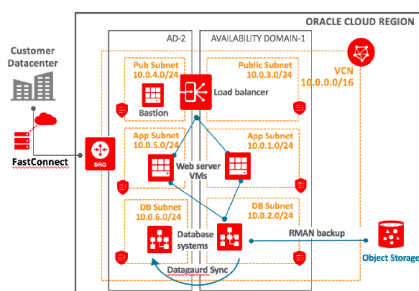 ORACLE CLOUD REGION
Customer
Datacenter
AD-2
AVAILABILITY DOMAIN-1
Pub Subnet
10.0.4.0/24
Public Subnet
10.0.3.0/24
VCN
10.0.0.0/16
Load balancer
Bastion
FastConnect
DRG
App Subnet
10.0.5.0/24
App Subnet
10.0.1.0/24
Web server
VMs
DB Subnet
10.0.6.0/24
DB Subnet
10.0.2.0/24
Database
systems
RMAN backup
Object Storage
Datagaurd Sync